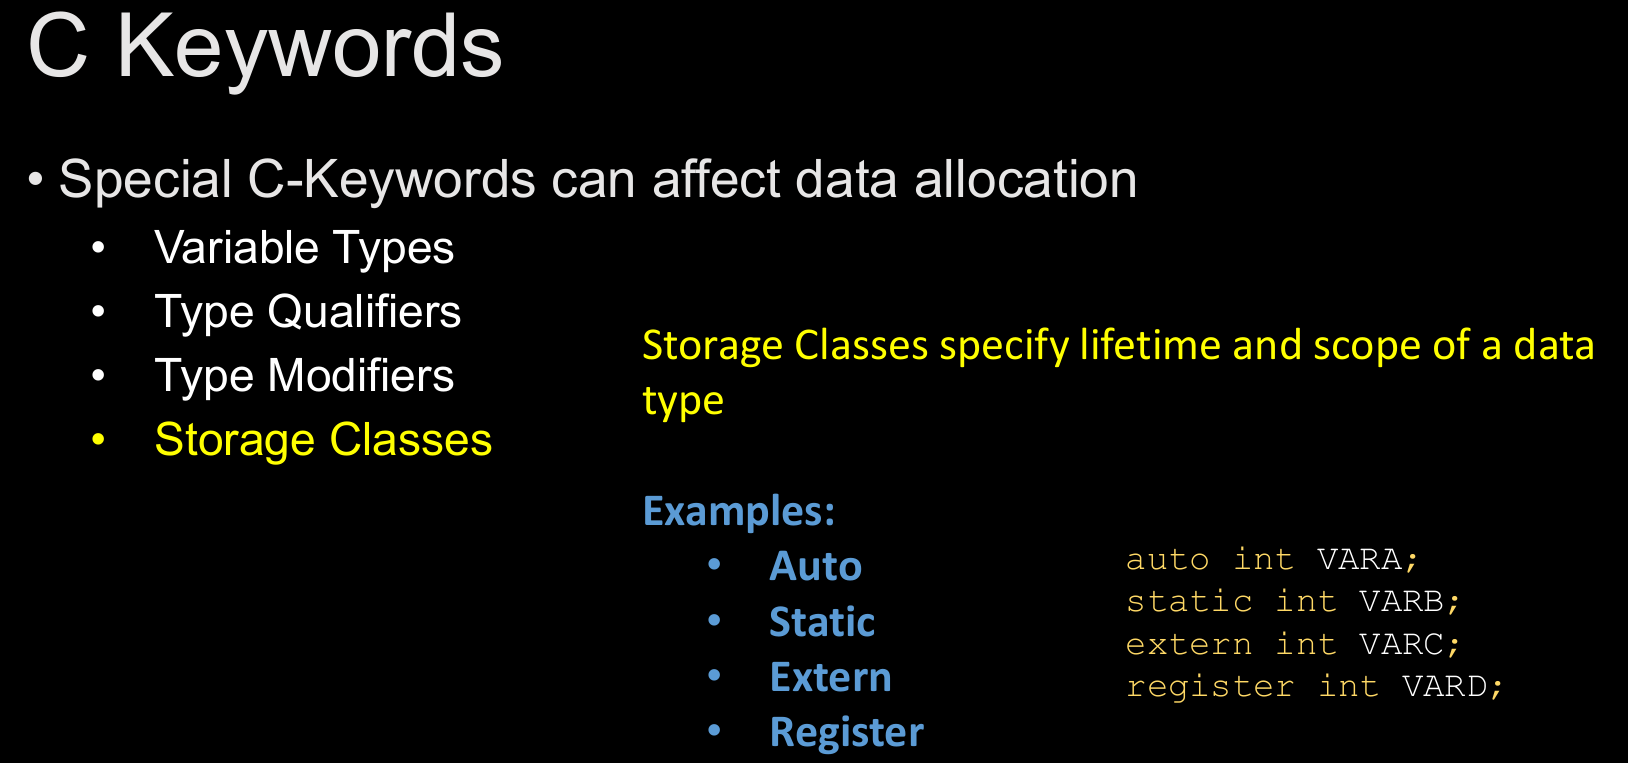 C Keywords
• Special C-Keywords can affect data allocation
• Variable Types
• Type Qualifiers
• Type Modifiers
• Storage Classes
Storage Classes specify lifetime and scope of a data
type
Examples:
• Auto
• Static
• Extern
• Register
auto int VARA;
static int VARB;
extern int VARC;
register int VARD;